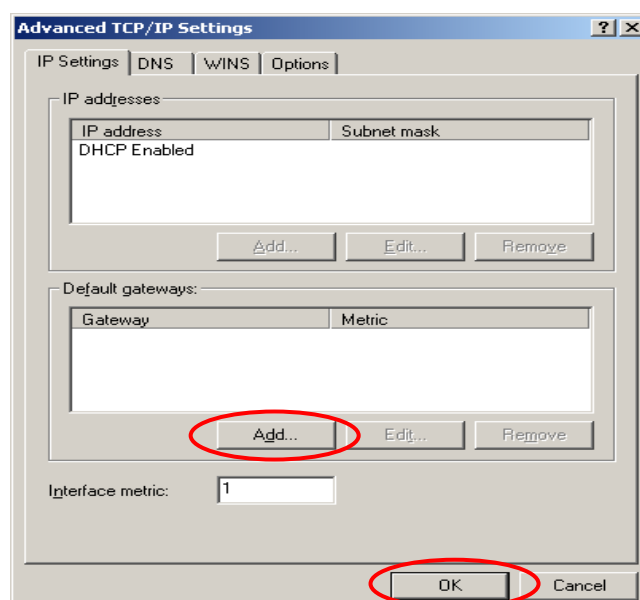 Advanced TCP/IP Settings
IP Settings DNS WINS Options
IP addresses
IP address Subnet mask
DHCP Enabled
Add... Edit... Remove
Default gateways:
Gateway Metric
Add... Edit... Remove
Interface metric: 1
OK Cancel